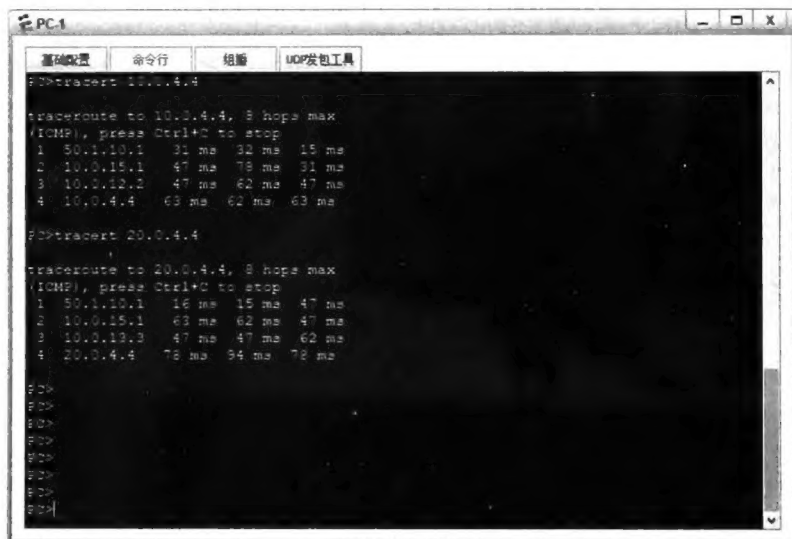 PC-1
基础配置 命令行 组播 UDP发包工具
PC>tracert
traceroute to 10.0.4.4, 8 hops max
(ICMP), press Ctrl+C to stop
1 50.1.10.1 31 ms 32 ms 15 ms
2 10.0.15.1 47 ms 78 ms 31 ms
3 10.0.12.2 47 ms 62 ms 47 ms
4 10.0.4.4 63 ms 62 ms 63 ms
PC>tracert 20.0.4.4
traceroute to 20.0.4.4, 8 hops max
(ICMP), press Ctrl+C to stop
1 50.1.10.1 16 ms 15 ms 47 ms
2 10.0.15.1 63 ms 62 ms 47 ms
3 10.0.13.3 47 ms 47 ms 62 ms
4 20.0.4.4 78 ms 94 ms 78 ms
PC>
PC>
PC>
PC>
PC>
PC>
PC>
PC>